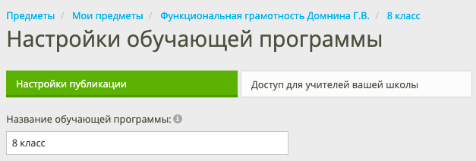 Предметы / Мои предметы / Функциональная грамотность Домнина Г.В. / 8 класс
Настройки обучающей программы
Настройки публикации Доступ для учителей вашей школы
Название обучающей программы:
8 класс